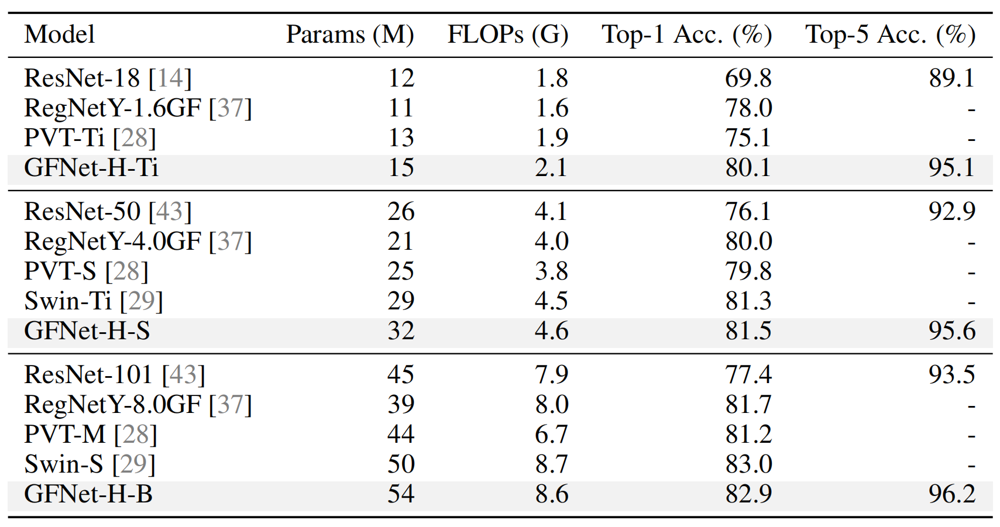 Model Params (M) FLOPs (G) Top-1 Acc. (%) Top-5 Acc. (%)
ResNet-18 [14] 12 1.8 69.8 89.1
RegNetY-1.6GF [37] 11 1.6 78.0 -
PVT-Ti [28] 13 1.9 75.1 -
GFNet-H-Ti 15 2.1 80.1 95.1
ResNet-50 [43] 26 4.1 76.1 92.9
RegNetY-4.0GF [37] 21 4.0 80.0 -
PVT-S [28] 25 3.8 79.8 -
Swin-Ti [29] 29 4.5 81.3 -
GFNet-H-S 32 4.6 81.5 95.6
ResNet-101 [43] 45 7.9 77.4 93.5
RegNetY-8.0GF [37] 39 8.0 81.7 -
PVT-M [28] 44 6.7 81.2 -
Swin-S [29] 50 8.7 83.0 -
GFNet-H-B 54 8.6 82.9 96.2